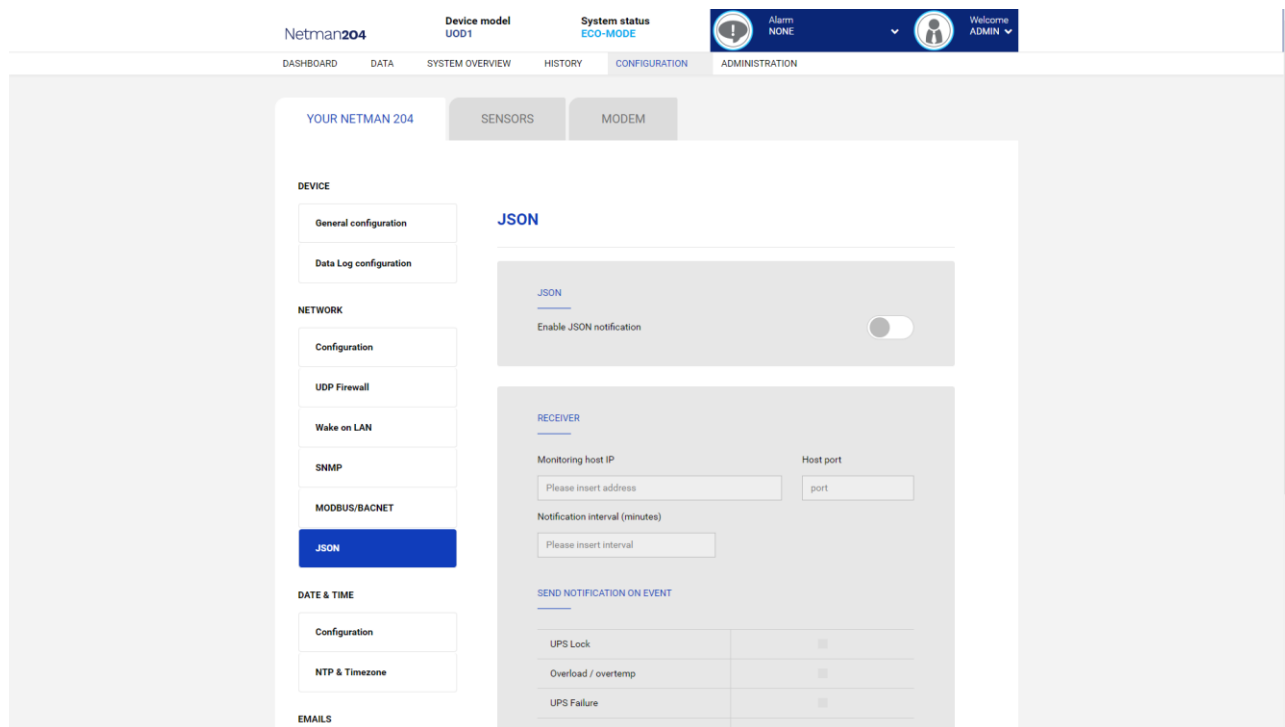 Netman204
Device model
UOD1
System status
ECO-MODE
Alarm
NONE
Welcome
ADMIN
DASHBOARD DATA SYSTEM OVERVIEW HISTORY CONFIGURATION ADMINISTRATION
YOUR NETMAN 204 SENSORS MODEM
DEVICE
General configuration
Data Log configuration
NETWORK
Configuration
UDP Firewall
Wake on LAN
SNMP
MODBUS/BACNET
JSON
DATE & TIME
Configuration
NTP & Timezone
EMAILS
JSON
JSON
Enable JSON notification
RECEIVER
Monitoring host IP Host port
Please insert address port
Notification interval (minutes)
Please insert interval
SEND NOTIFICATION ON EVENT
UPS Lock
Overload / overtemp
UPS Failure